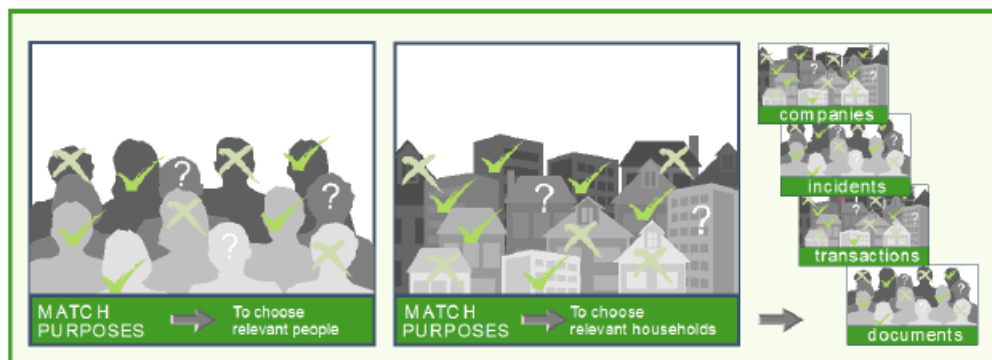 MATCH
PURPOSES
To choose
relevant people
MATCH
PURPOSES
To choose
relevant households
companies
incidents
transactions
documents
?
?
?
?
?
?
?
?